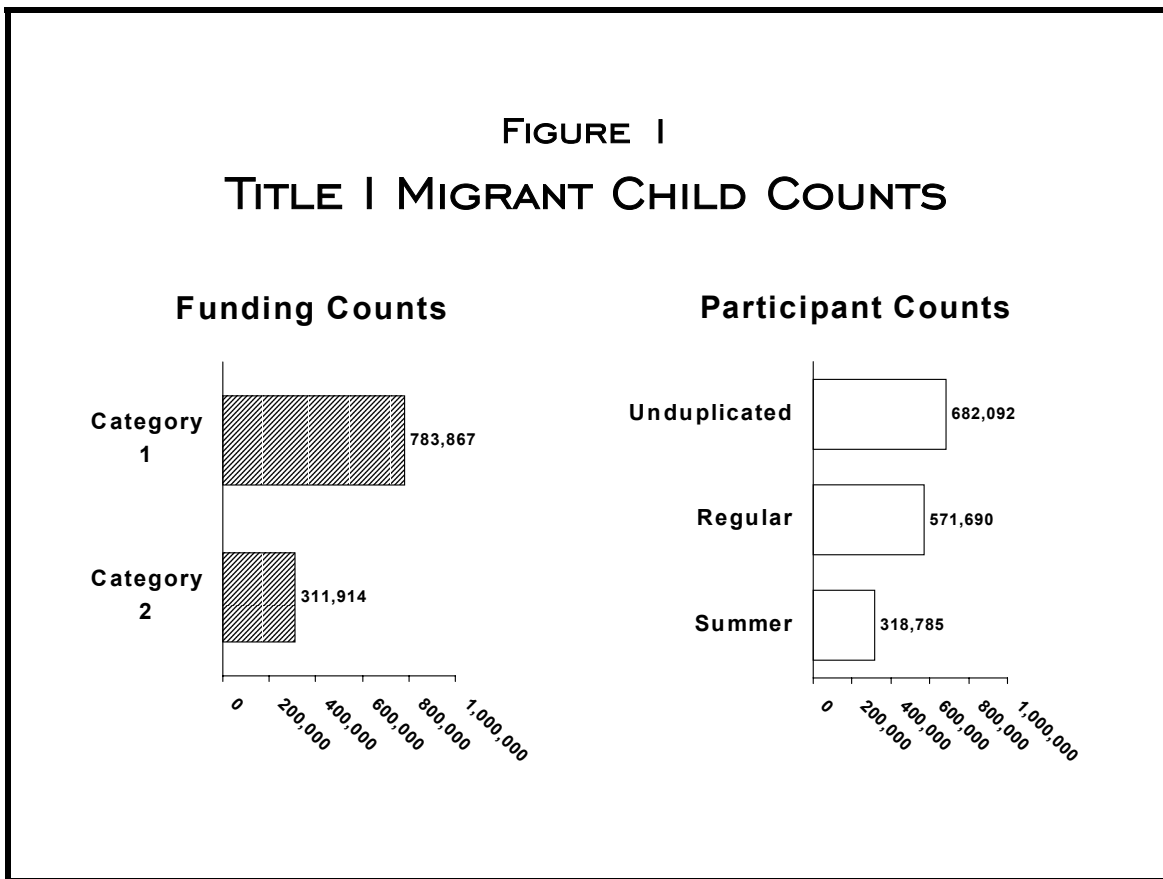 FIGURE 1
TITLE I MIGRANT CHILD COUNTS
Funding Counts
Category
1
783,867
Category
2
311,914
0
200,000
400,000
600,000
800,000
1,000,000
Participant Counts
Unduplicated
682,092
Regular
571,690
Summer
318,785
0
200,000
400,000
600,000
800,000
1,000,000